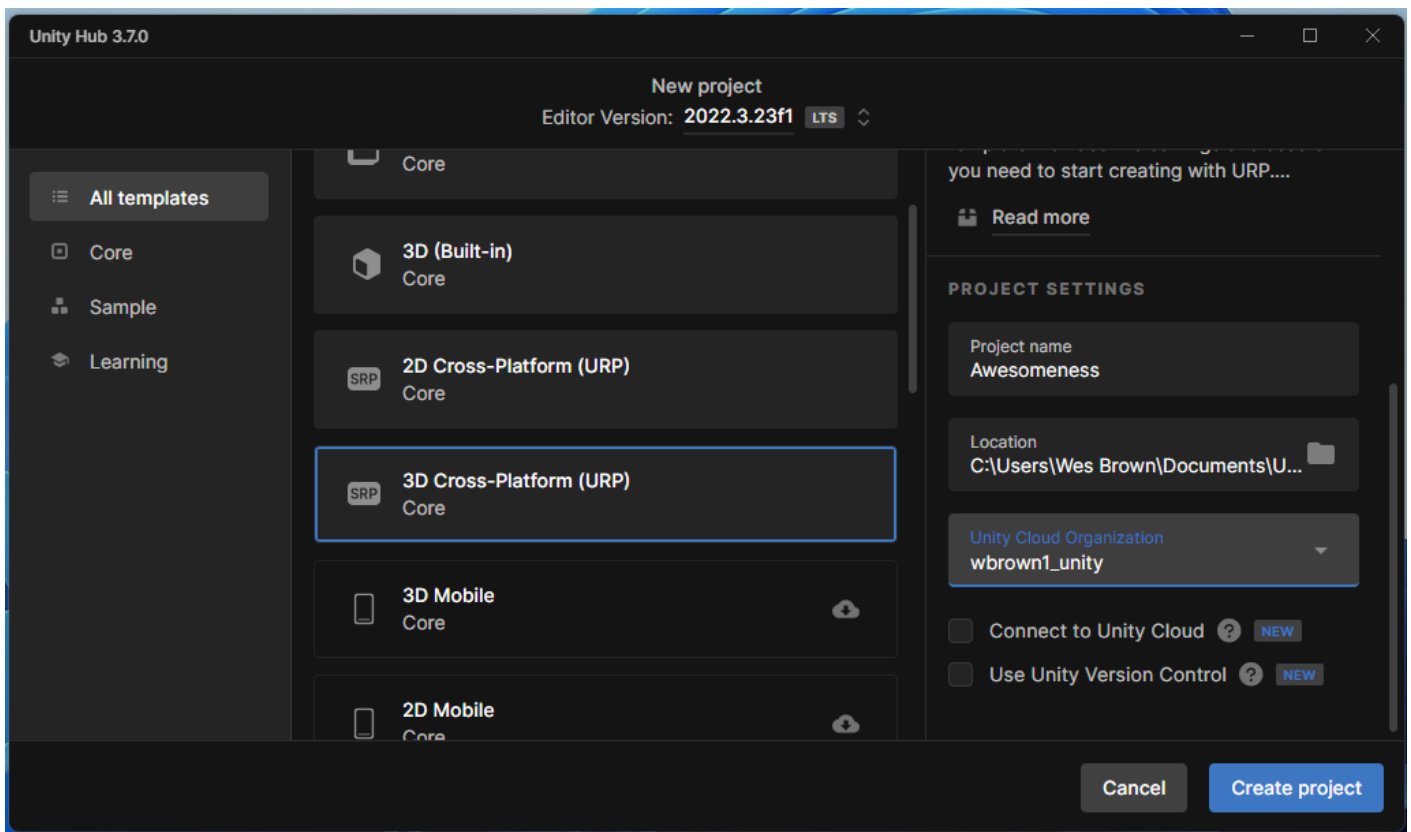 Unity Hub 3.7.0
New project
Editor Version: 2022.3.23f1 LTS
All templates
Core
Sample
Learning
Core
3D (Built-in)
Core
2D Cross-Platform (URP)
Core
SRP
3D Cross-Platform (URP)
Core
SRP
3D Mobile
Core
2D Mobile
Core
you need to start creating with URP....
Read more
PROJECT SETTINGS
Project name
Awesomeness
Location
C:\Users\Wes Brown\Documents\U...
Unity Cloud Organization
wbrown1_unity
Connect to Unity Cloud ? NEW
Use Unity Version Control ? NEW
Cancel
Create project